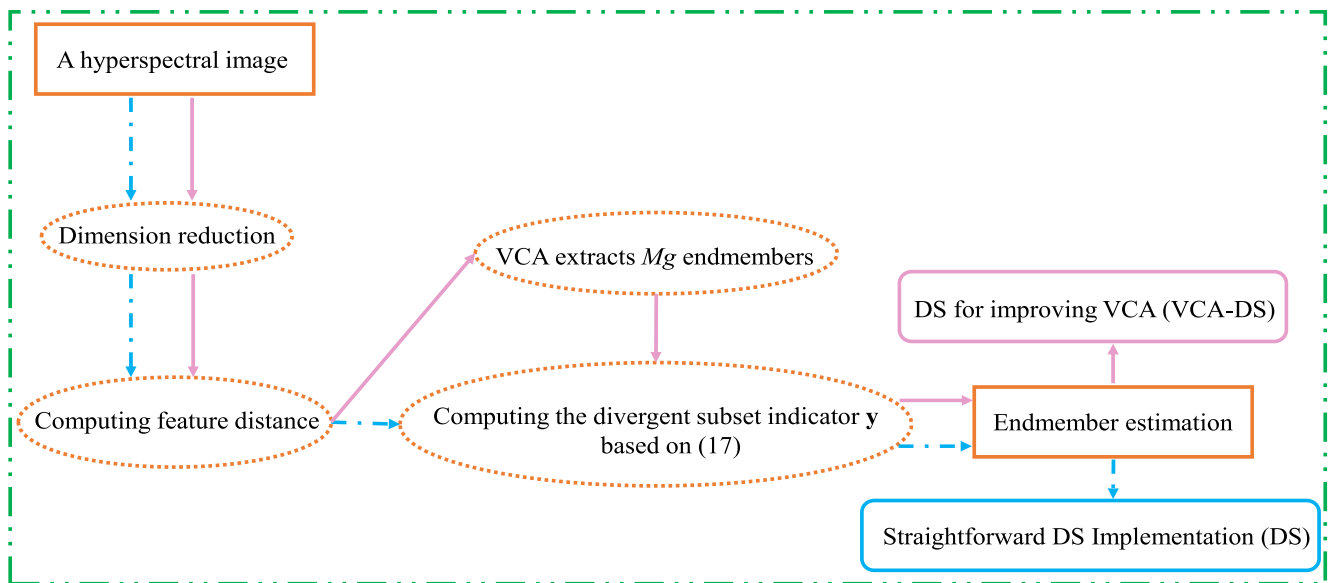 A hyperspectral image
Dimension reduction
VCA extracts Mg endmembers
DS for improving VCA (VCA-DS)
Computing feature distance
Computing the divergent subset indicator y
based on (17)
Endmember estimation
Straightforward DS Implementation (DS)